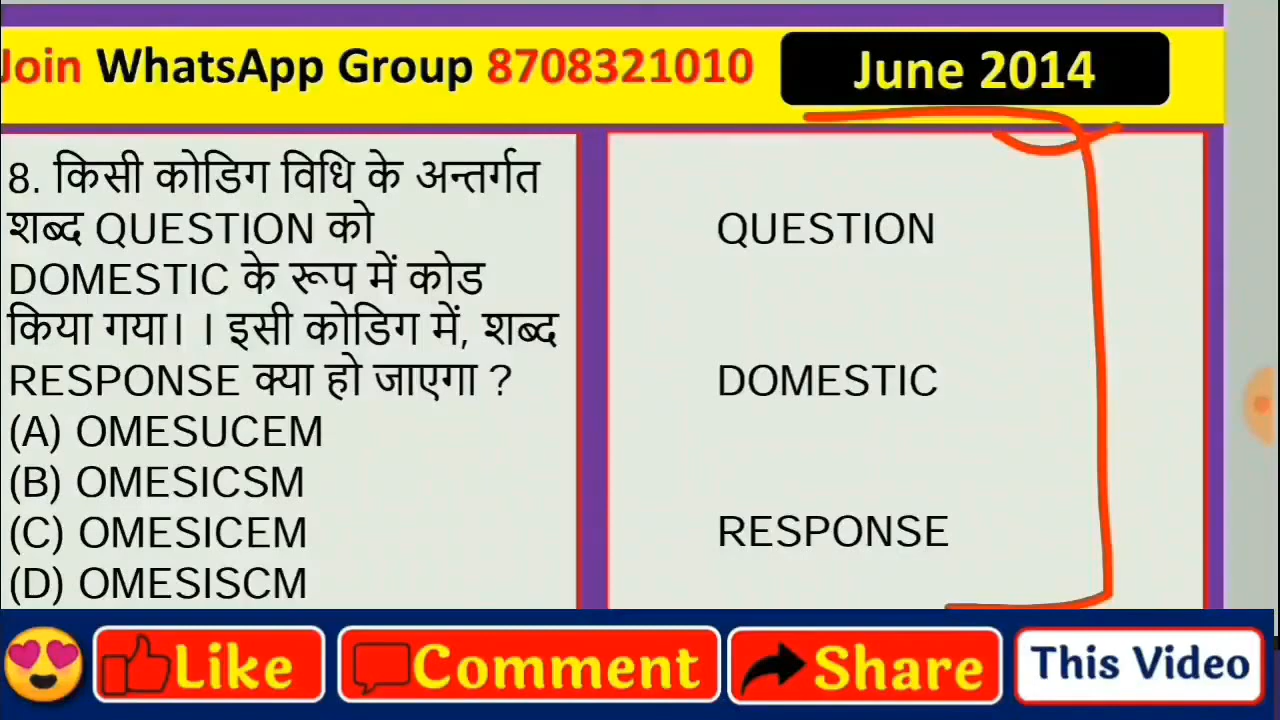 Join WhatsApp Group 8708321010
June 2014
8. किसी कोडिग विधि के अन्तर्गत
शब्द QUESTION को
DOMESTIC के रूप में कोड
किया गया। । इसी कोडिग में, शब्द
RESPONSE क्या हो जाएगा ?
(A) OMESUCEM
(B) OMESICSM
(C) OMESICEM
(D) OMESISCM
QUESTION
DOMESTIC
RESPONSE
Like
Comment
Share
This Video